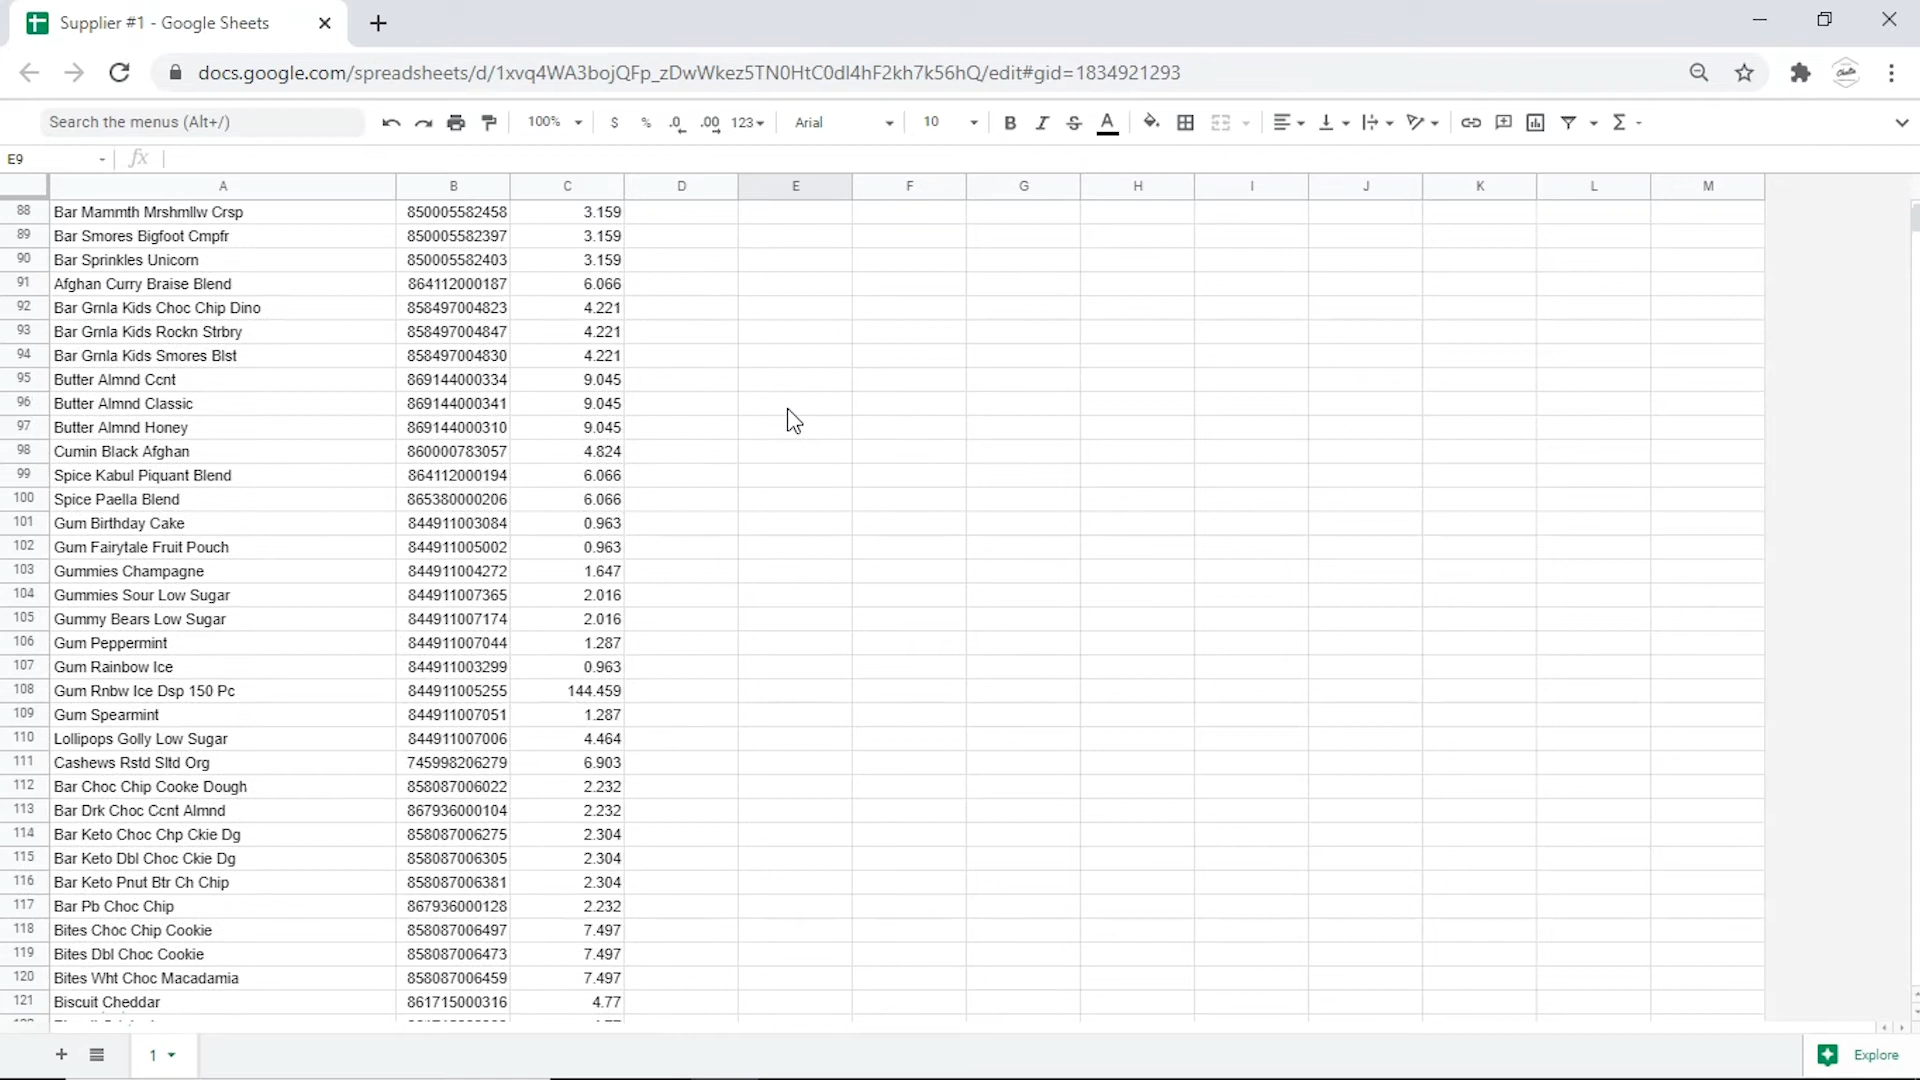 Supplier #1 - Google Sheets
docs.google.com/spreadsheets/d/1xvq4WA3bojQFp_zDwWkez5TN0HtC0dl4hF2kh7k56hQ/edit#gid=1834921293
Search the menus (Alt+/) 100% $ % .0 .00 123 Arial 10 B I S A
E9 fx
A B C D E F G H I J K L M
88 Bar Mammth Mrshmllw Crsp 850005582458 3.159
89 Bar Smores Bigfoot Cmpfr 850005582397 3.159
90 Bar Sprinkles Unicorn 850005582403 3.159
91 Afghan Curry Braise Blend 864112000187 6.066
92 Bar Grnla Kids Choc Chip Dino 858497004823 4.221
93 Bar Grnla Kids Rockn Strbry 858497004847 4.221
94 Bar Grnla Kids Smores Blst 858497004830 4.221
95 Butter Almnd Ccnt 869144000334 9.045
96 Butter Almnd Classic 869144000341 9.045
97 Butter Almnd Honey 869144000310 9.045
98 Cumin Black Afghan 860000783057 4.824
99 Spice Kabul Piquant Blend 864112000194 6.066
100 Spice Paella Blend 865380000206 6.066
101 Gum Birthday Cake 844911003084 0.963
102 Gum Fairytale Fruit Pouch 844911005002 0.963
103 Gummies Champagne 844911004272 1.647
104 Gummies Sour Low Sugar 844911007365 2.016
105 Gummy Bears Low Sugar 844911007174 2.016
106 Gum Peppermint 844911007044 1.287
107 Gum Rainbow Ice 844911003299 0.963
108 Gum Rnbw Ice Dsp 150 Pc 844911005255 144.459
109 Gum Spearmint 844911007051 1.287
110 Lollipops Golly Low Sugar 844911007006 4.464
111 Cashews Rstd Sltd Org 745998206279 6.903
112 Bar Choc Chip Cooke Dough 858087006022 2.232
113 Bar Drk Choc Ccnt Almnd 867936000104 2.232
114 Bar Keto Choc Chp Ckie Dg 858087006275 2.304
115 Bar Keto Dbl Choc Ckie Dg 858087006305 2.304
116 Bar Keto Pnut Btr Ch Chip 858087006381 2.304
117 Bar Pb Choc Chip 867936000128 2.232
118 Bites Choc Chip Cookie 858087006497 7.497
119 Bites Dbl Choc Cookie 858087006473 7.497
120 Bites Wht Choc Macadamia 858087006459 7.497
121 Biscuit Cheddar 861715000316 4.77
1
Explore